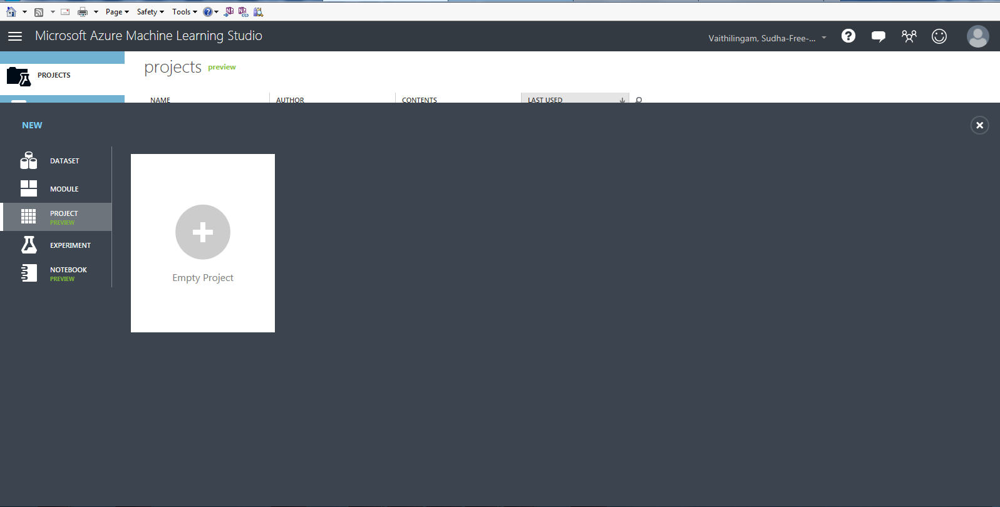 Page Safety Tools
Microsoft Azure Machine Learning Studio
Vaithilingam, Sudha-Free-...
PROJECTS
projects preview
NAME AUTHOR CONTENTS LAST USED
NEW
DATASET
MODULE
PROJECT
PREVIEW
EXPERIMENT
NOTEBOOK
PREVIEW
Empty Project